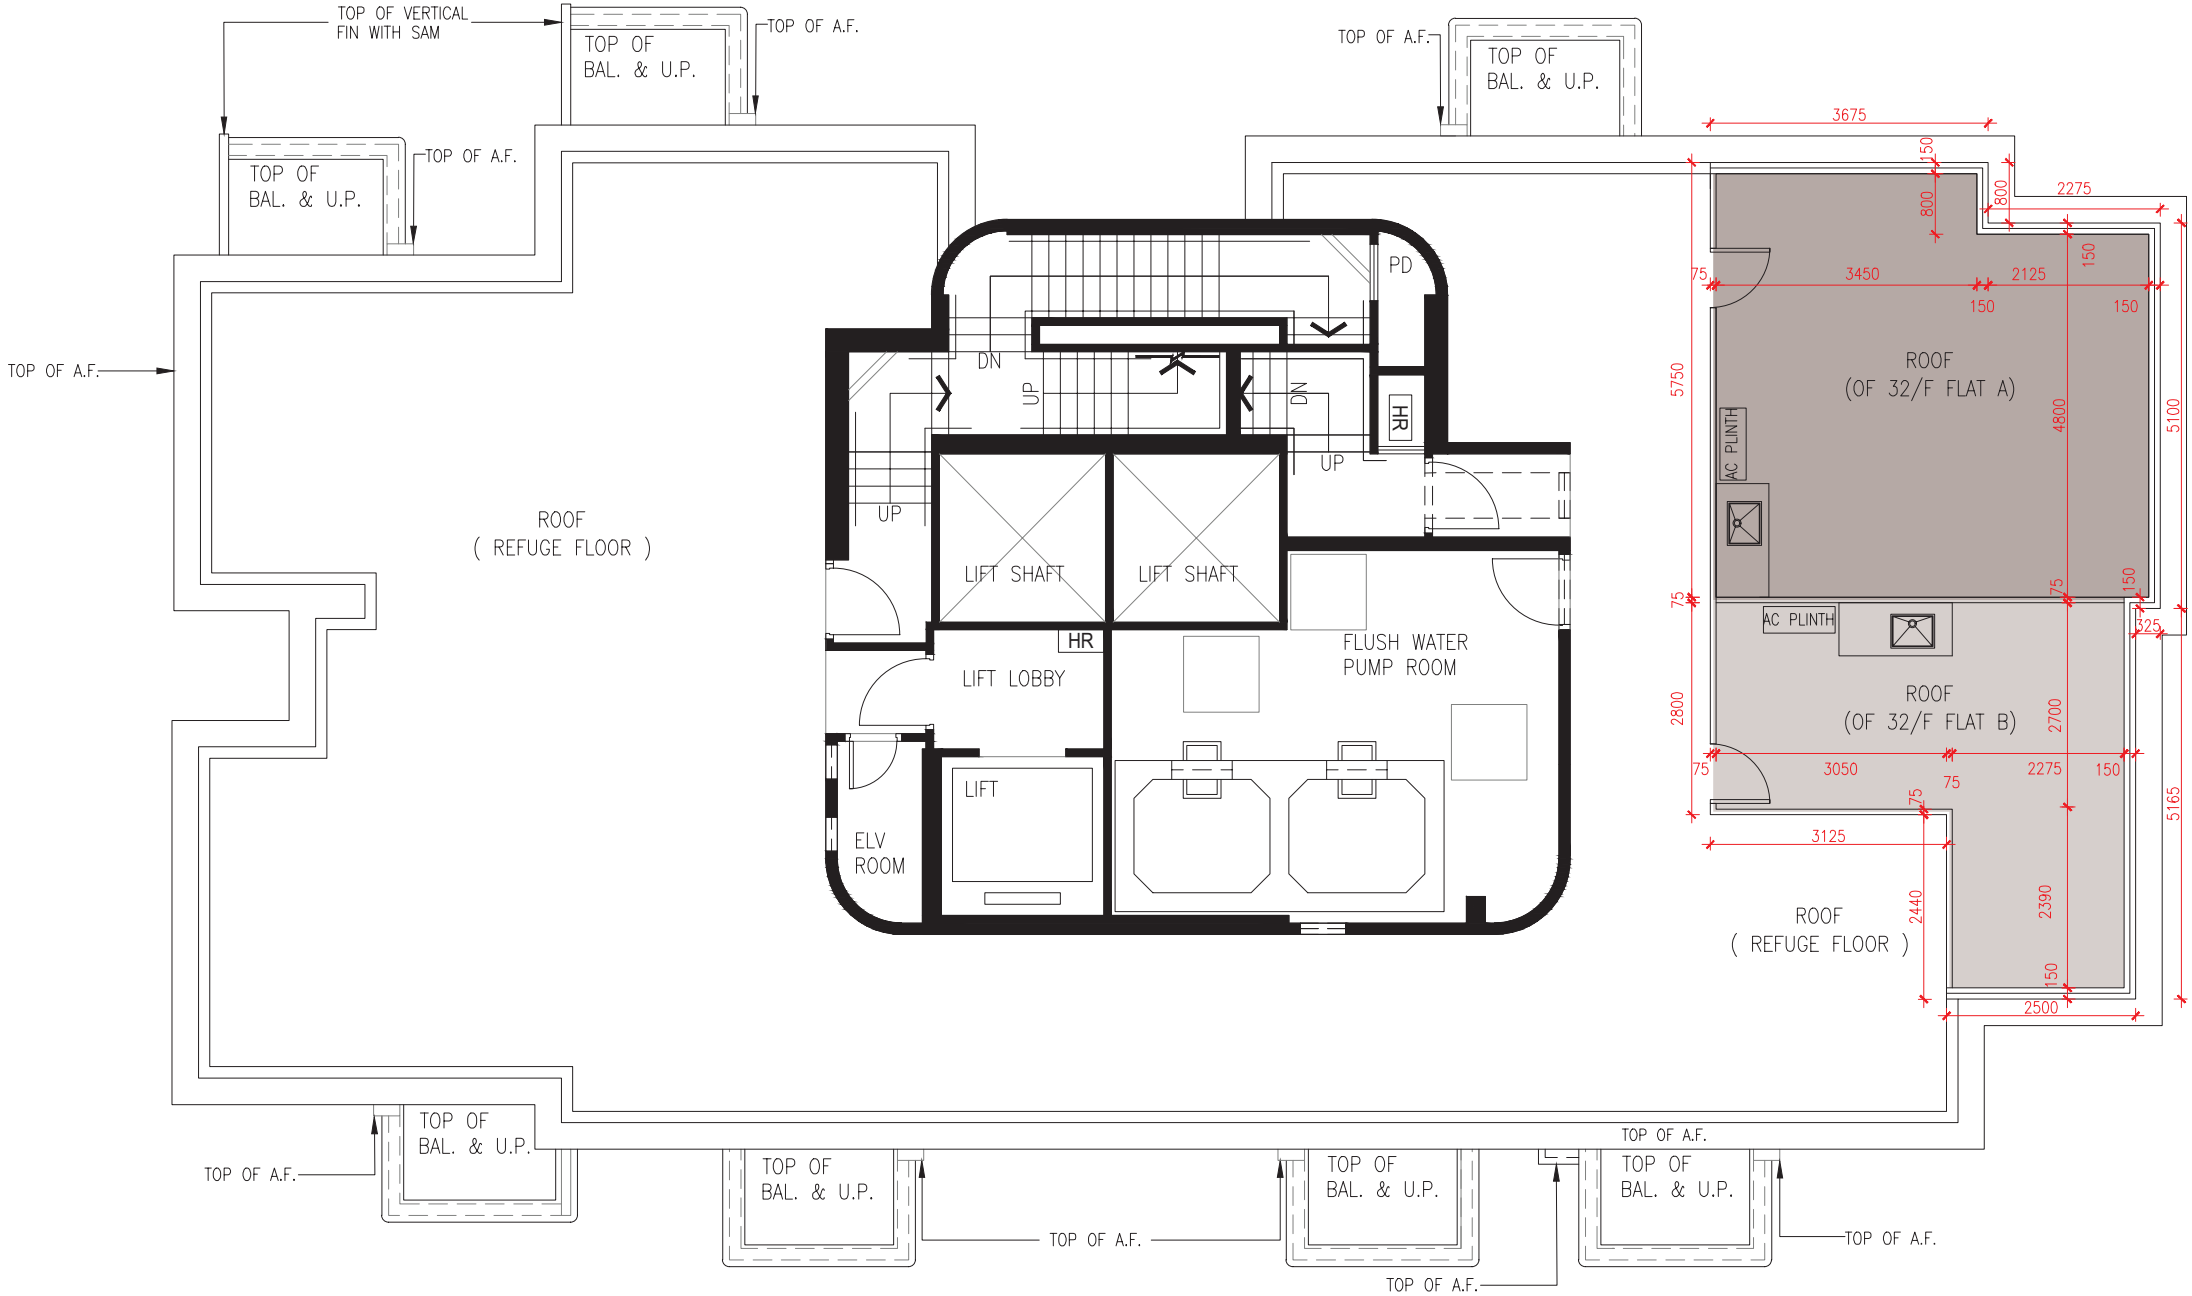 TOP OF VERTICAL
FIN WITH SAM
TOP OF
BAL. & U.P.
TOP OF A.F.
TOP OF A.F.
TOP OF
BAL. & U.P.
TOP OF
BAL. & U.P.
TOP OF A.F.
TOP OF A.F.
3675
150
800
800
2275
150
75
3450
2125
150
150
PD
DN
UP
DN
HR
UP
UP
ROOF
(OF 32/F FLAT A)
5750
4800
5100
AC PLINTH
ROOF
( REFUGE FLOOR )
LIFT SHAFT
LIFT SHAFT
75
75
150
325
AC PLINTH
HR
LIFT LOBBY
FLUSH WATER
PUMP ROOM
ROOF
(OF 32/F FLAT B)
2800
2700
75
3050
75
2275
150
75
5165
LIFT
ELV
ROOM
3125
2440
2390
150
2500
ROOF
( REFUGE FLOOR )
TOP OF
BAL. & U.P.
TOP OF A.F.
TOP OF
BAL. & U.P.
TOP OF A.F.
TOP OF
BAL. & U.P.
TOP OF A.F.
TOP OF
BAL. & U.P.
TOP OF A.F.
TOP OF A.F.